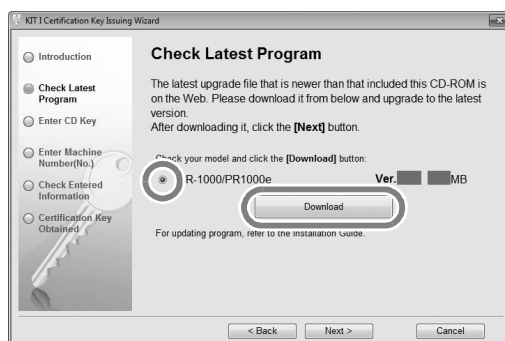 KIT I Certification Key Issuing Wizard
Introduction
Check Latest
Program
Enter CD Key
Enter Machine
Number(No.)
Check Entered
Information
Certification Key
Obtained
Check Latest Program
The latest upgrade file that is newer than that included this CD-ROM is
on the Web. Please download it from below and upgrade to the latest
version.
After downloading it, click the [Next] button.
Check your model and click the [Download] button:
R-1000/PR1000e Ver. MB
Download
For updating program, refer to the Installation Guide.
< Back Next > Cancel